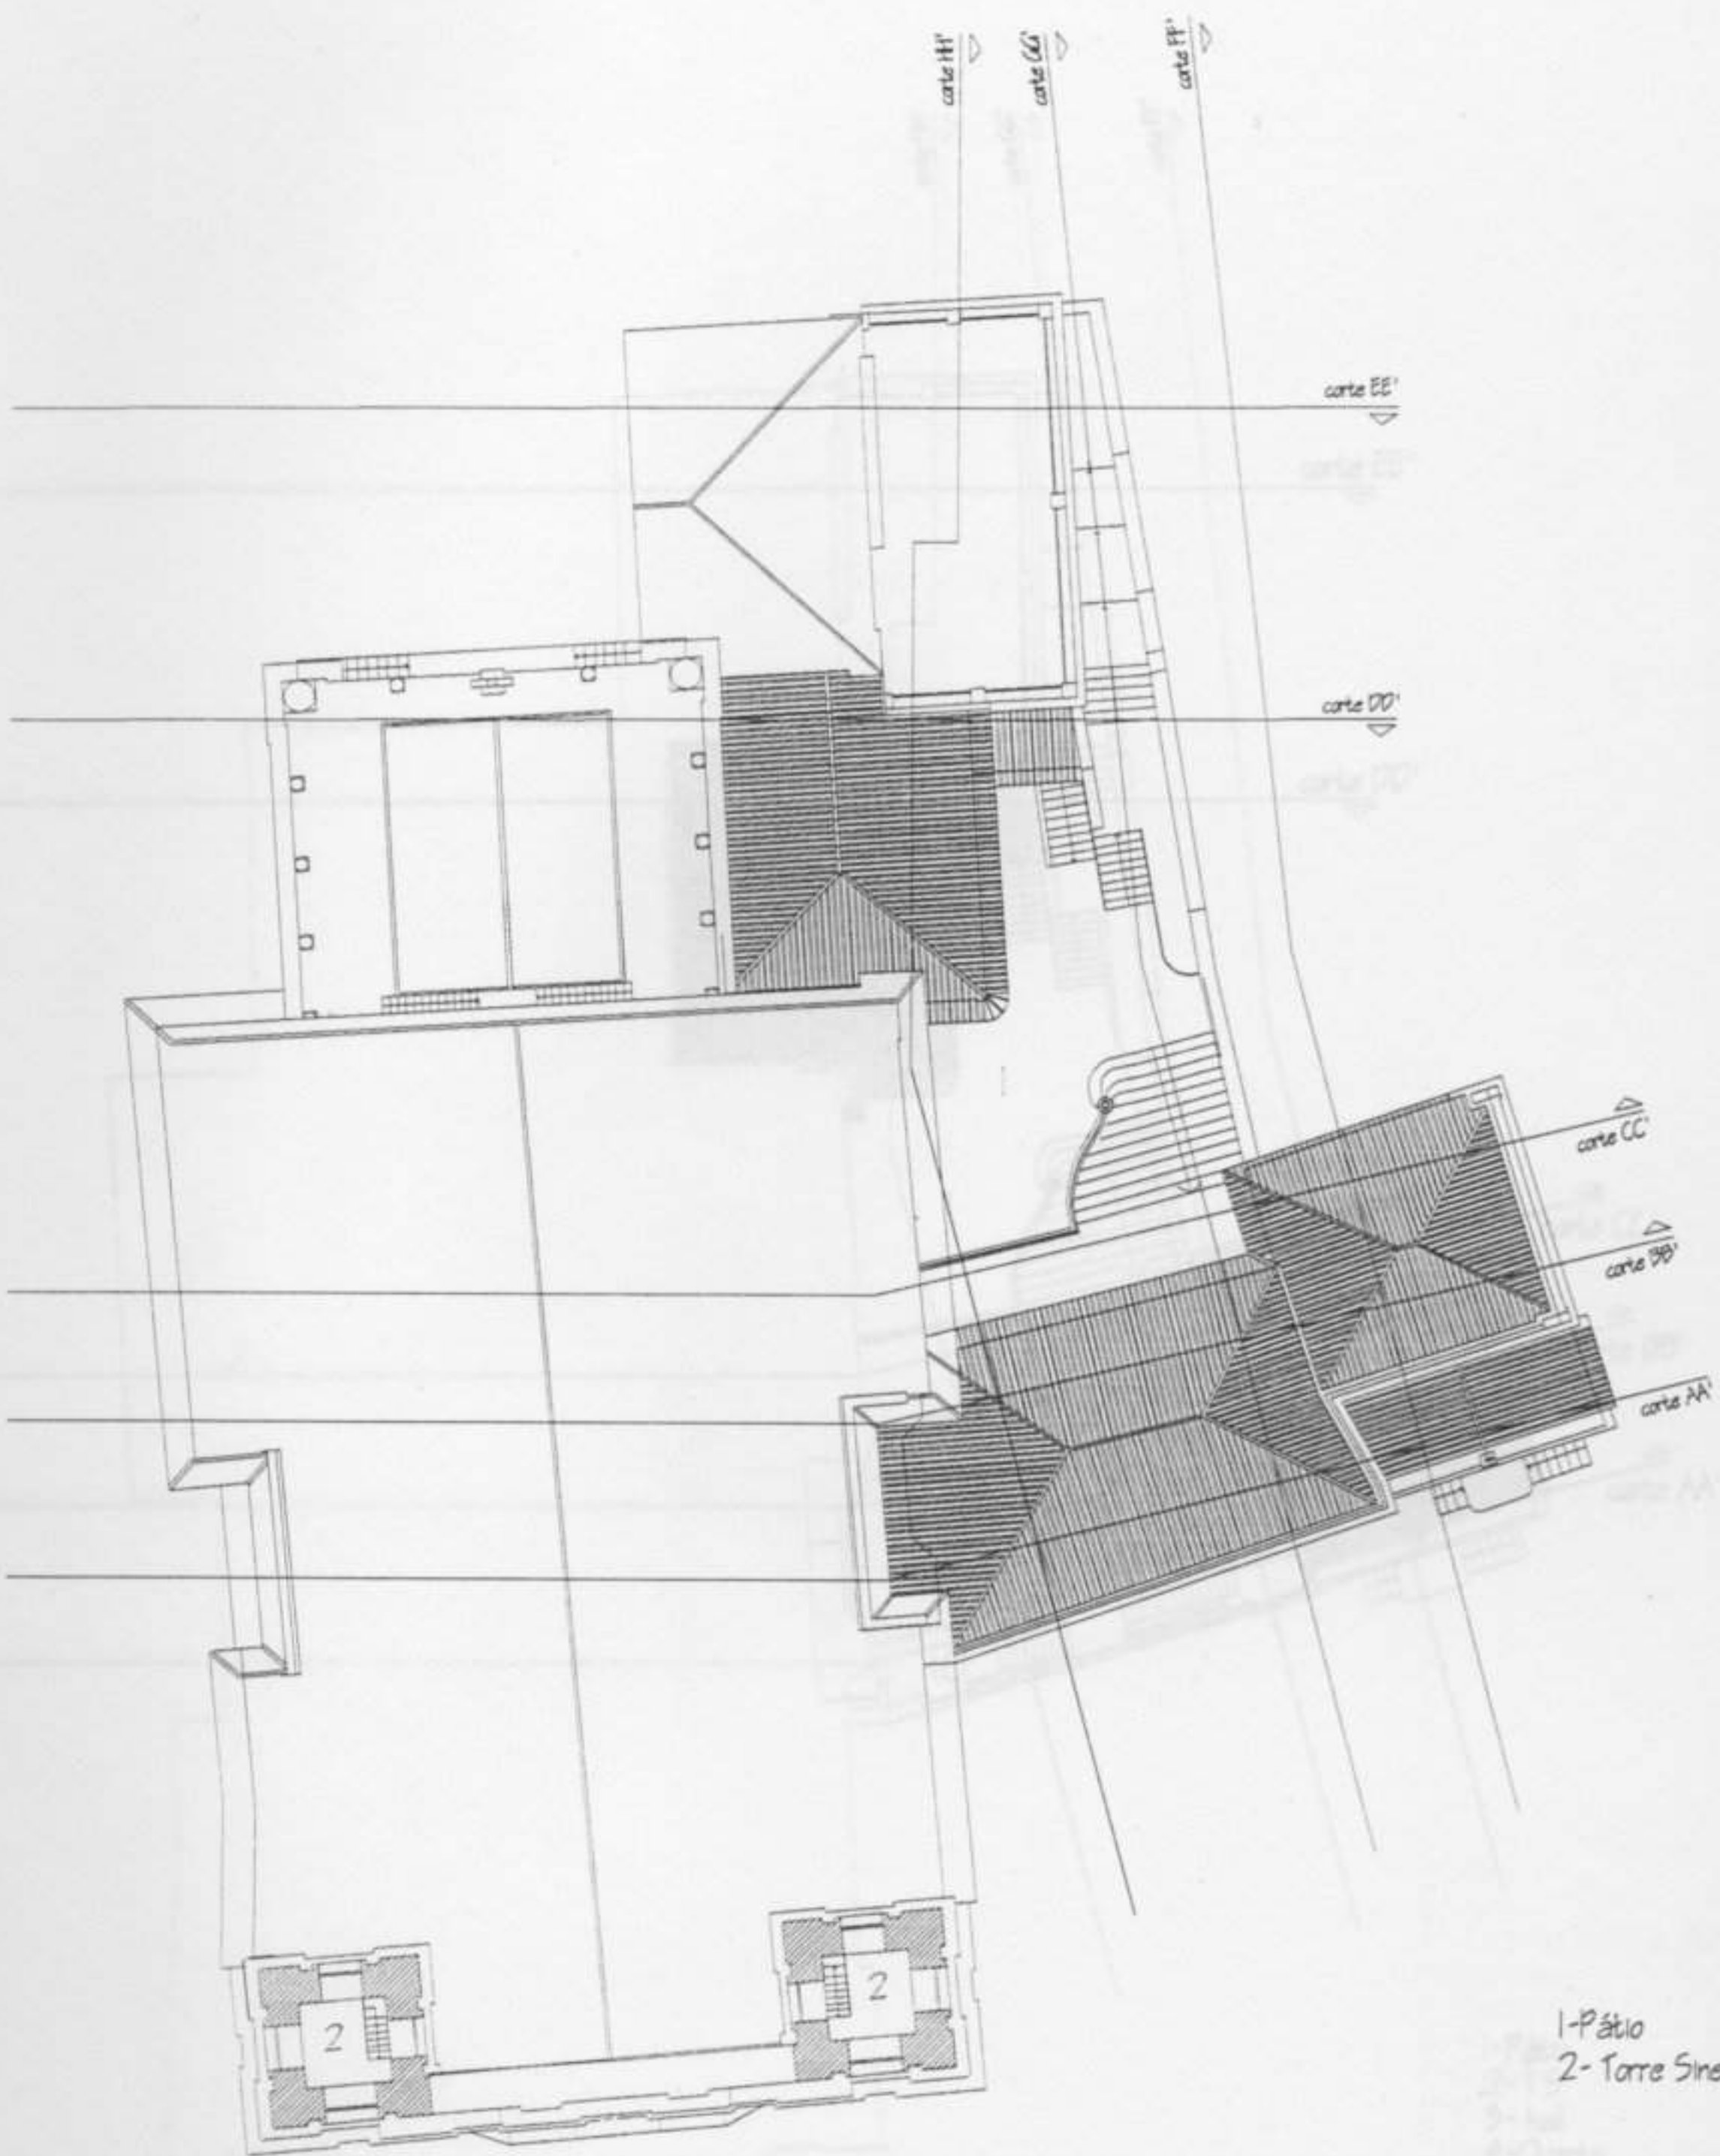 corte HH'
corte GG'
corte FF'
corte EE'
corte DD'
corte CC'
corte BB'
corte AA'
2
2
1-Pátio
2- Torre Sine